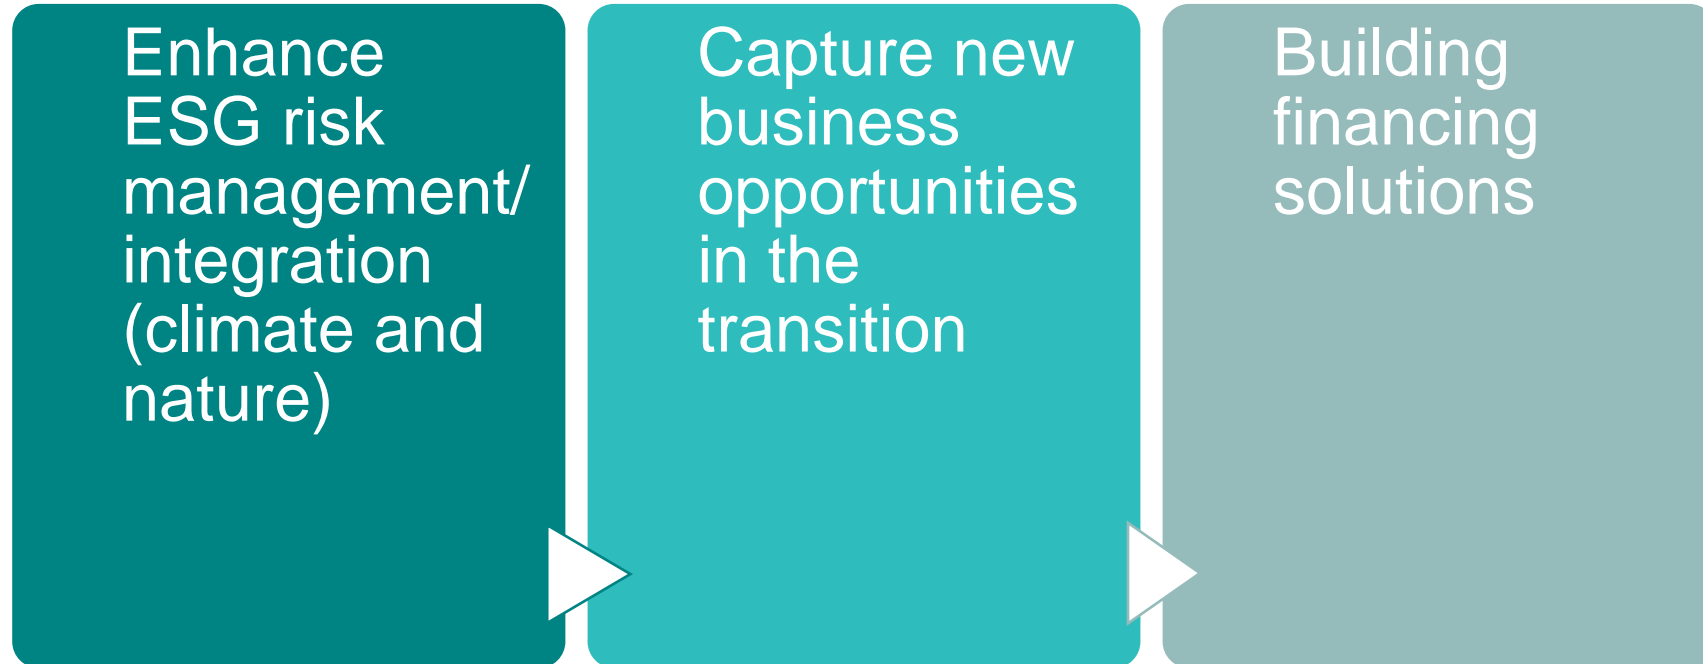 Enhance
ESG risk
management/
integration
(climate and
nature)
Capture new
business
opportunities
in the
transition
Building
financing
solutions